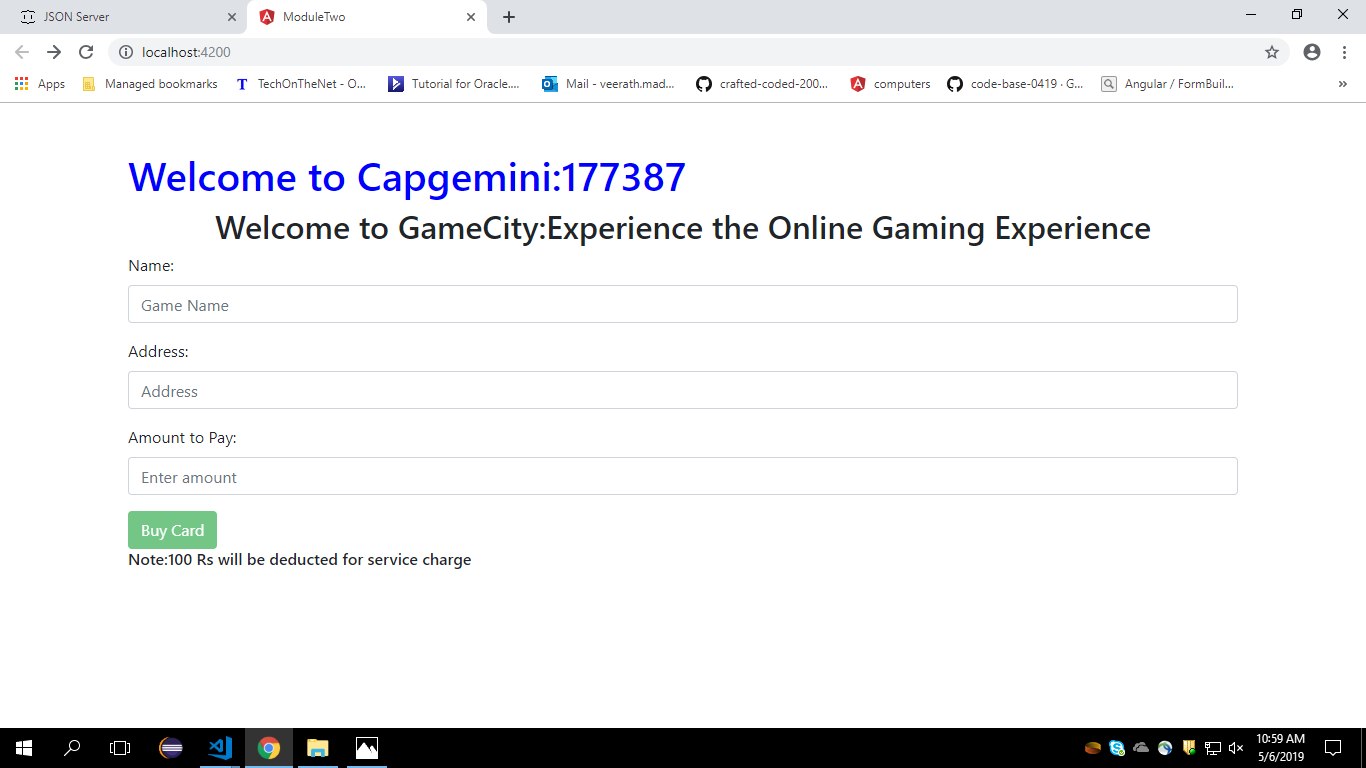 JSON Server
ModuleTwo
localhost:4200
Apps
Managed bookmarks
T TechOnTheNet - O...
Tutorial for Oracle....
Mail - veerath.mad...
crafted-coded-200...
computers
code-base-0419 · G...
Angular / FormBuil...
»
Welcome to Capgemini:177387
Welcome to GameCity:Experience the Online Gaming Experience
Name:
Game Name
Address:
Address
Amount to Pay:
Enter amount
Buy Card
Note:100 Rs will be deducted for service charge
10:59 AM
5/6/2019